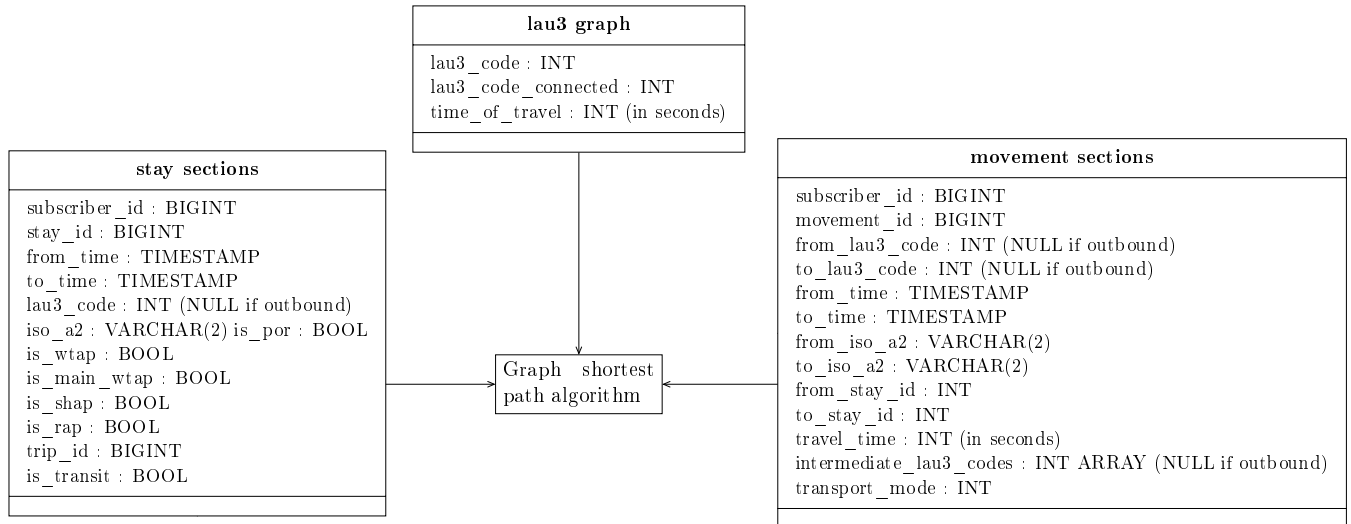 lau3 graph
lau3_code : INT
lau3_code_connected : INT
time_of_travel : INT (in seconds)
stay sections
subscriber_id : BIGINT
stay_id : BIGINT
from_time : TIMESTAMP
to_time : TIMESTAMP
lau3_code : INT (NULL if outbound)
iso_a2 : VARCHAR(2) is_por : BOOL
is_wtap : BOOL
is_main_wtap : BOOL
is_shap : BOOL
is_rap : BOOL
trip_id : BIGINT
is_transit : BOOL
Graph shortest
path algorithm
movement sections
subscriber_id : BIGINT
movement_id : BIGINT
from_lau3_code : INT (NULL if outbound)
to_lau3_code : INT (NULL if outbound)
from_time : TIMESTAMP
to_time : TIMESTAMP
from_iso_a2 : VARCHAR(2)
to_iso_a2 : VARCHAR(2)
from_stay_id : INT
to_stay_id : INT
travel_time : INT (in seconds)
intermediate_lau3_codes : INT ARRAY (NULL if outbound)
transport_mode : INT